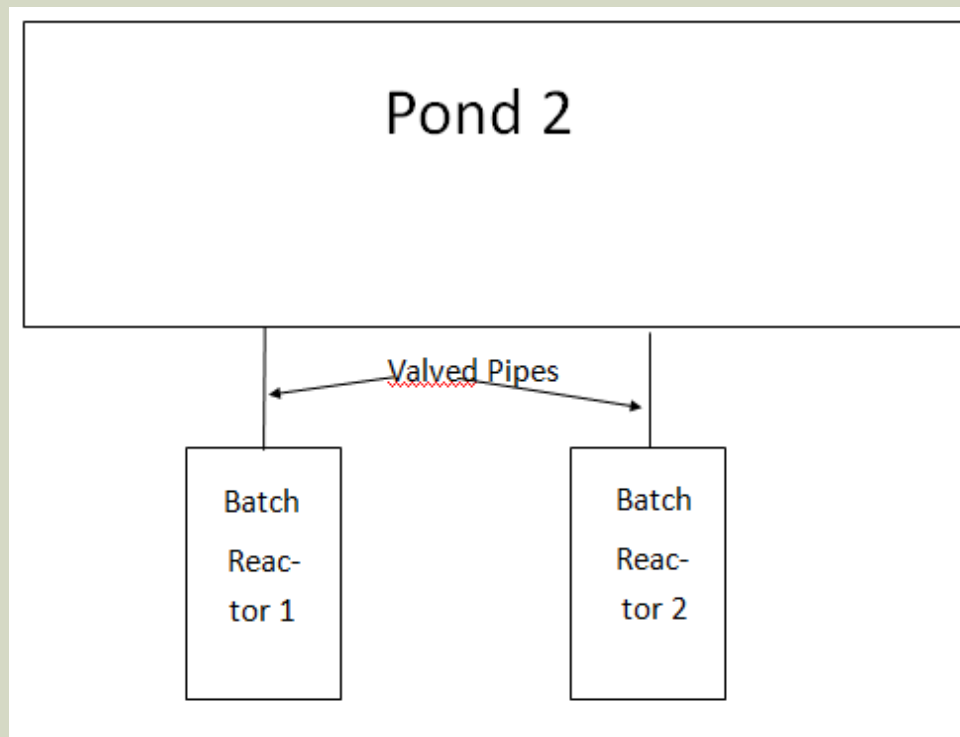 Pond 2
Valved Pipes
Batch
Reac-
tor 1
Batch
Reac-
tor 2